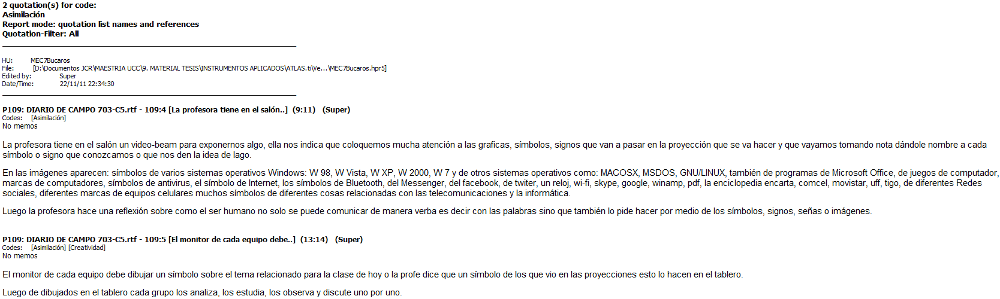 2 quotation(s) for code:
Asimilación
Report mode: quotation list names and references
Quotation-Filter: All
HU: MEC7Bucaros
File: [D:\Documentos JCR\MAESTRIA UCC\9. MATERIAL TESIS\INSTRUMENTOS APLICADOS\ATLAS.ti\Ve...\MEC7Bucaros.hpr5]
Edited by: Super
Date/Time: 22/11/11 22:34:30
P109: DIARIO DE CAMPO 703-C5.rtf - 109:4 [La profesora tiene en el salón..] (9:11) (Super)
Codes: [Asimilación]
No memos
La profesora tiene en el salón un video-beam para exponernos algo, ella nos indica que coloquemos mucha atención a las graficas, símbolos, signos que van a pasar en la proyección que se va hacer y que vayamos tomando nota dándole nombre a cada
símbolo o signo que conozcamos o que nos den la idea de lago.
En las imágenes aparecen: símbolos de varios sistemas operativos Windows: W 98, W Vista, W XP, W 2000, W 7 y de otros sistemas operativos como: MACOSX, MSDOS, GNU/LINUX, también de programas de Microsoft Office, de juegos de computador,
marcas de computadores, símbolos de antivirus, el símbolo de Internet, los símbolos de Bluetooth, del Messenger, del facebook, de twiter, un reloj, wi-fi, skype, google, winamp, pdf, la enciclopedia encarta, comcel, movistar, uff, tigo, de diferentes Redes
sociales, diferentes marcas de equipos celulares muchos símbolos de diferentes cosas relacionadas con las telecomunicaciones y la informática.
Luego la profesora hace una reflexión sobre como el ser humano no solo se puede comunicar de manera verba es decir con las palabras sino que también lo pide hacer por medio de los símbolos, signos, señas o imágenes.
P109: DIARIO DE CAMPO 703-C5.rtf - 109:5 [El monitor de cada equipo debe..] (13:14) (Super)
Codes: [Asimilación] [Creatividad]
No memos
El monitor de cada equipo debe dibujar un símbolo sobre el tema relacionado para la clase de hoy o la profe dice que un símbolo de los que vio en las proyecciones esto lo hacen en el tablero.
Luego de dibujados en el tablero cada grupo los analiza, los estudia, los observa y discute uno por uno.